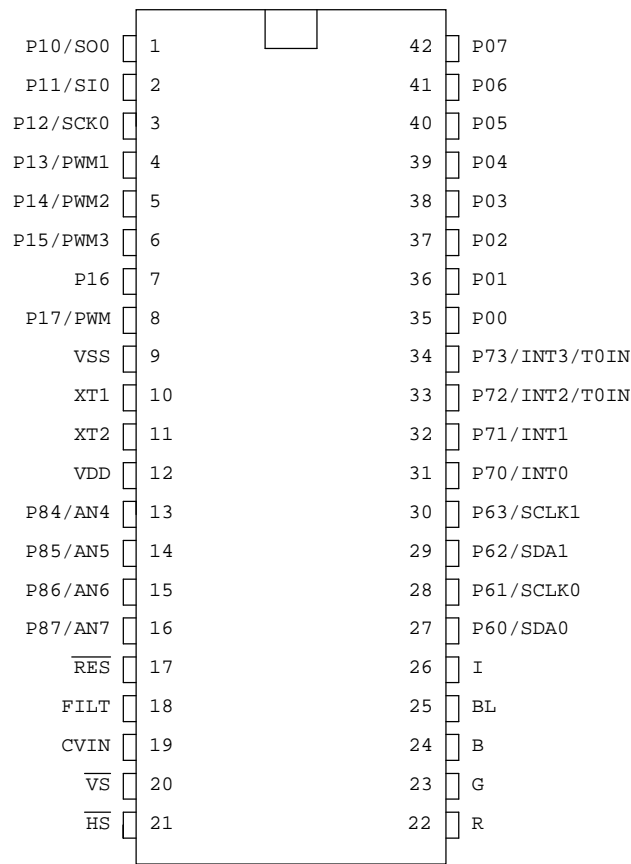 P10/SO0 1 42 P07
P11/SI0 2 41 P06
P12/SCK0 3 40 P05
P13/PWM1 4 39 P04
P14/PWM2 5 38 P03
P15/PWM3 6 37 P02
P16 7 36 P01
P17/PWM 8 35 P00
VSS 9 34 P73/INT3/T0IN
XT1 10 33 P72/INT2/T0IN
XT2 11 32 P71/INT1
VDD 12 31 P70/INT0
P84/AN4 13 30 P63/SCLK1
P85/AN5 14 29 P62/SDA1
P86/AN6 15 28 P61/SCLK0
P87/AN7 16 27 P60/SDA0
R̅E̅S̅ 17 26 I
FILT 18 25 BL
CVIN 19 24 B
V̅S̅ 20 23 G
H̅S̅ 21 22 R